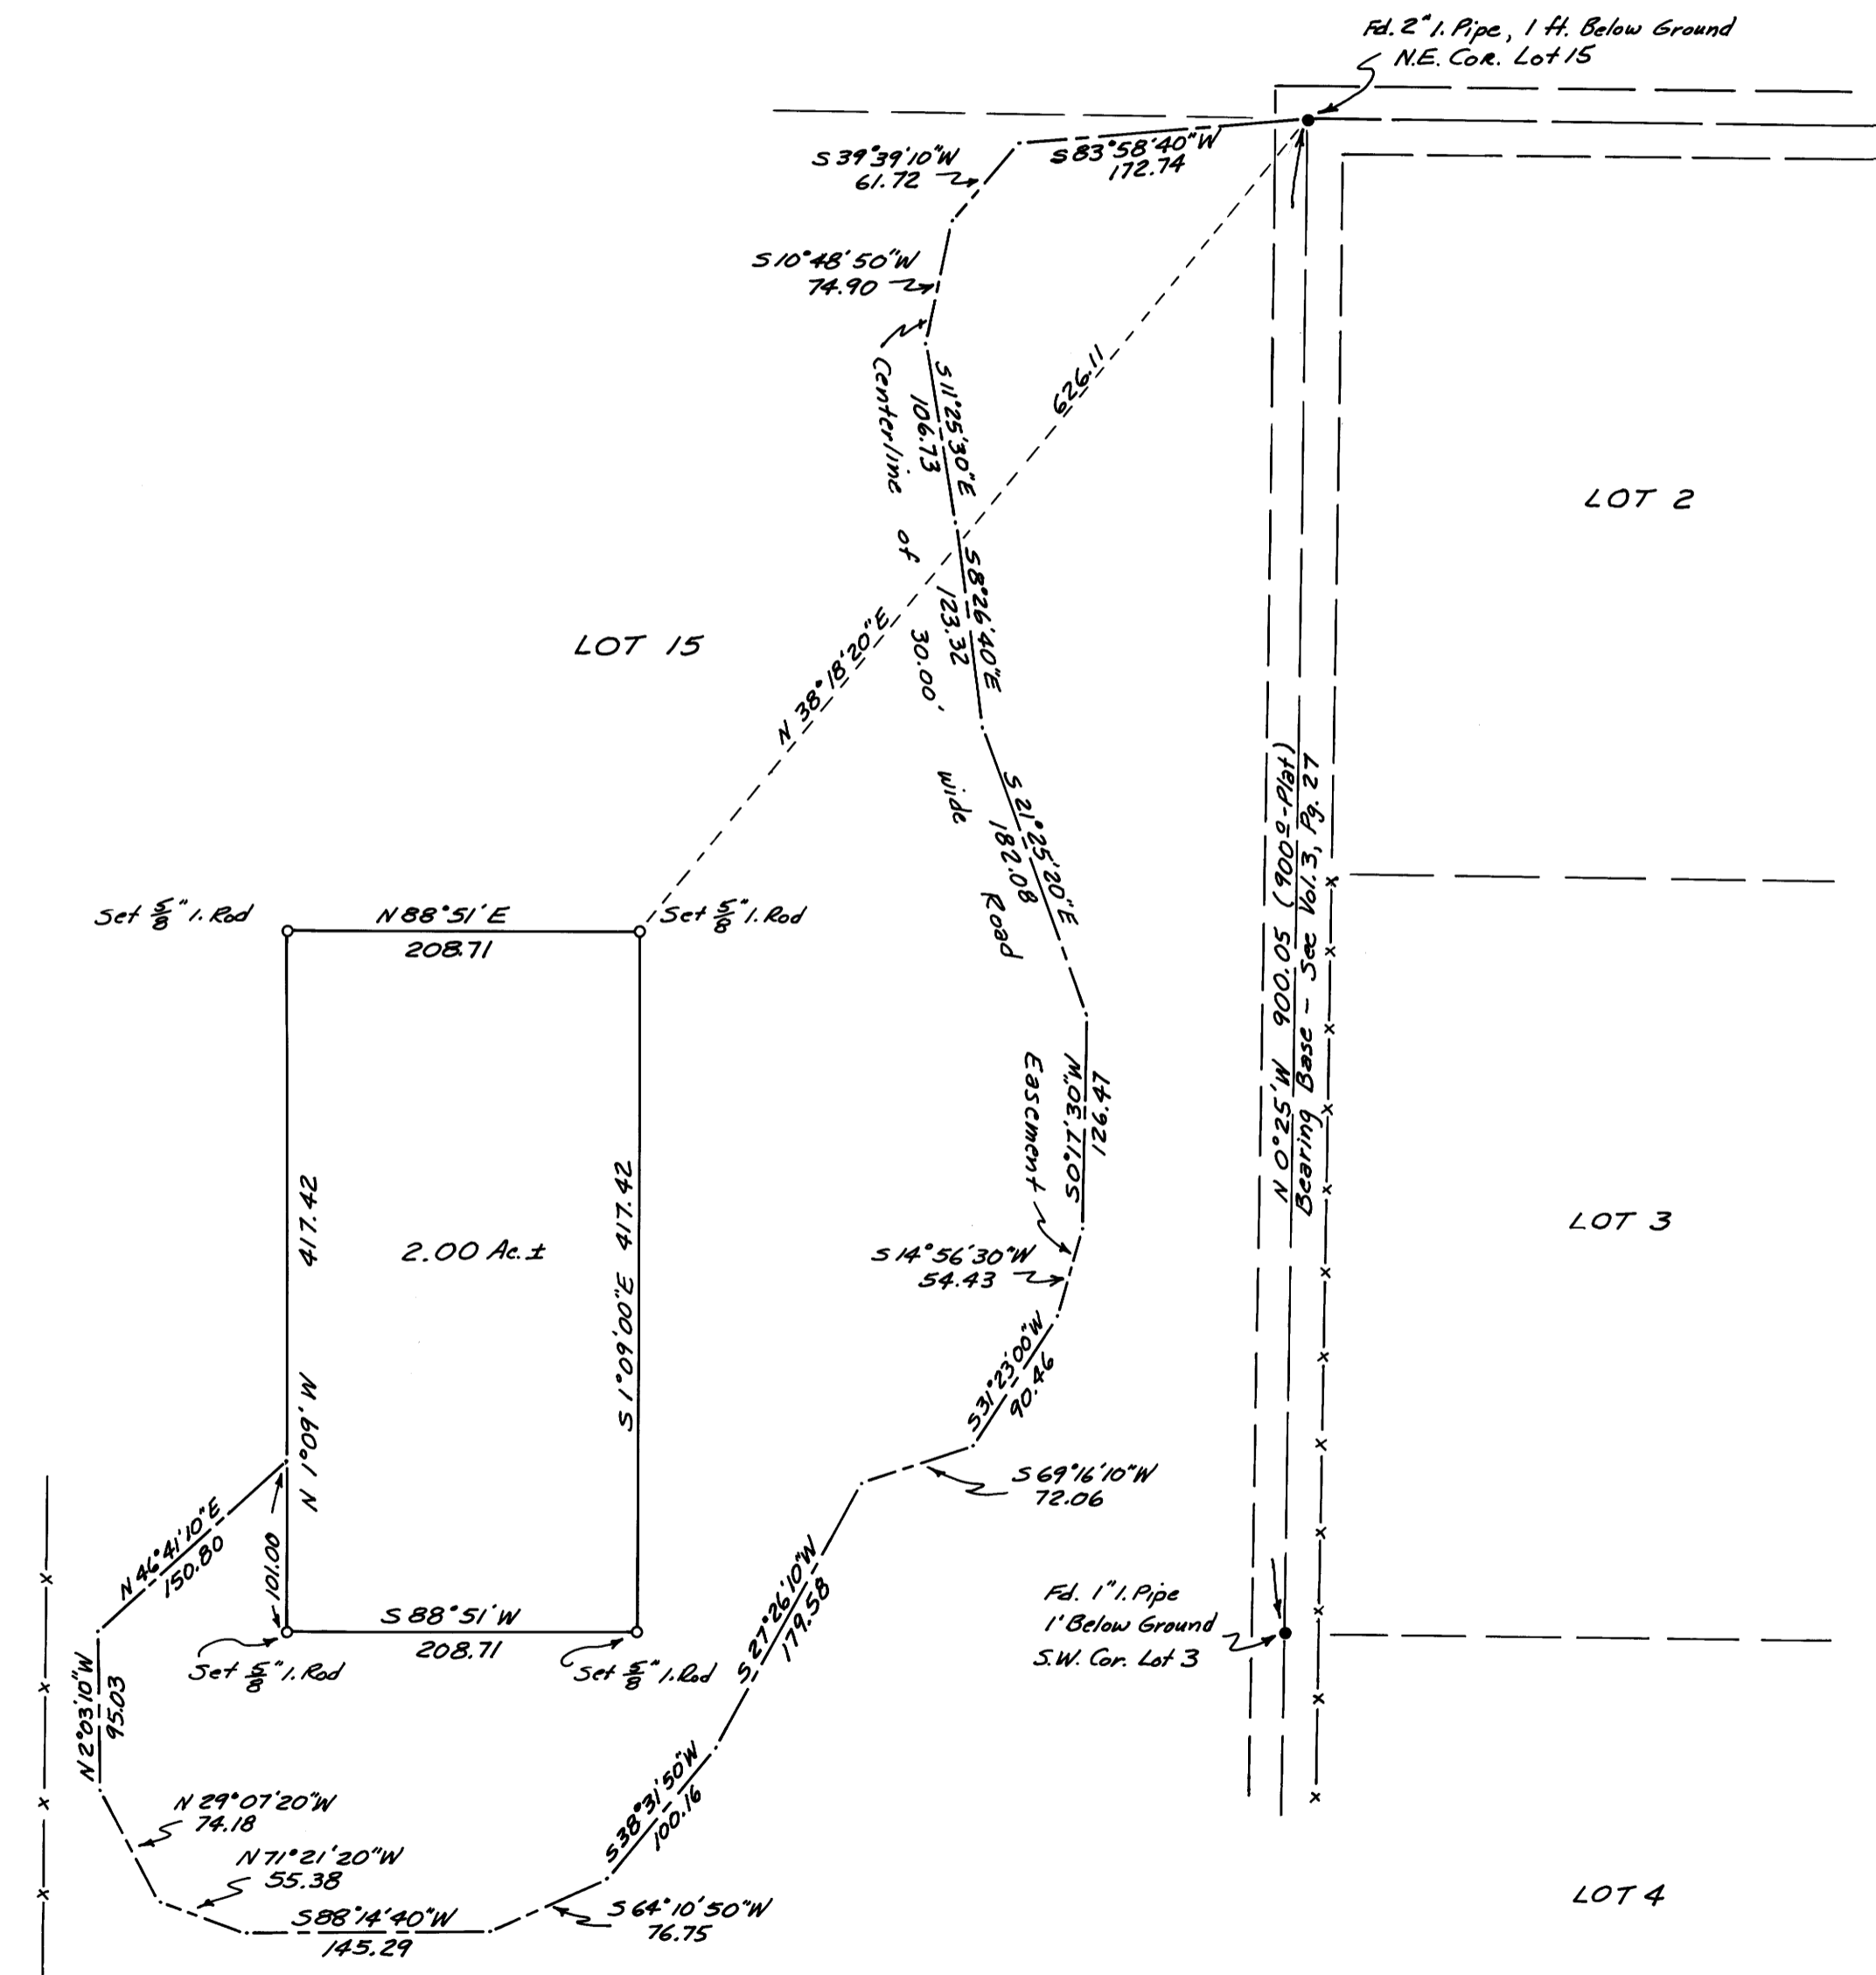 Fd. 2" I. Pipe, 1 ft. Below Ground
N.E. Cor. Lot 15
S 83°58'40"W
172.74
S 39°39'10"W
61.72
S 10°48'50"W
74.90
Centerline of 30.00' wide Road Easement
S 11°25'30"E
106.73
626.11
N 38°18'20"E
S 8°26'40"E
123.32
LOT 2
LOT 15
S 21°25'20"E
182.08
N 0°25'W 900.05 (900º-Plat)
Bearing Base - See Vol. 3, Pg. 27
Set 5/8" I. Rod
N 88°51' E
208.71
Set 5/8" I. Rod
S 0°17'30"W
126.47
417.42
N 1°09' W
2.00 Ac.±
S 1°09'00"E 417.42
LOT 3
S 14°56'30"W
54.43
S 31°23'00"W
90.46
S 69°16'10"W
72.06
N 46°41'10"E
150.80
101.00
S 88°51' W
208.71
Set 5/8" I. Rod
Set 5/8" I. Rod
S 27°26'10"W
179.58
Fd. 1" I. Pipe
1' Below Ground
S.W. Cor. Lot 3
N 2°03'10"W
95.03
N 29°07'20"W
74.18
N 71°21'20"W
55.38
S 38°31'50"W
100.16
S 88°14'40"W
145.29
S 64°10'50"W
76.75
LOT 4